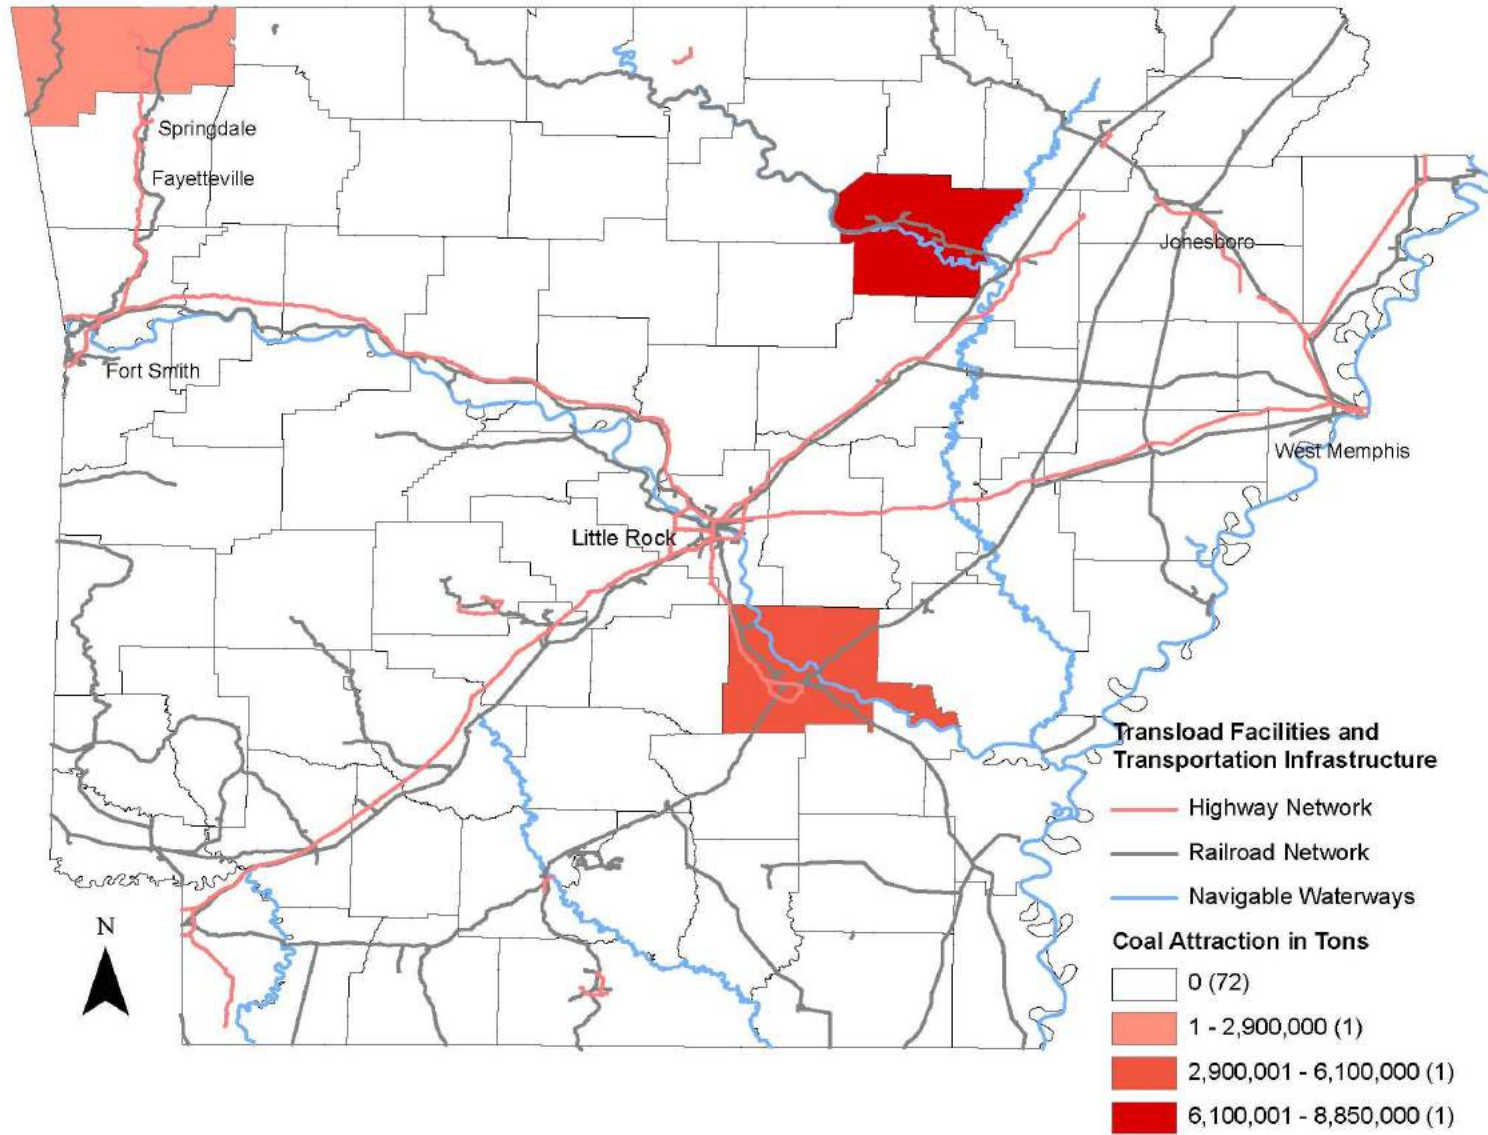 Springdale
Fayetteville
Jonesboro
Fort Smith
West Memphis
Little Rock
Transload Facilities and
Transportation Infrastructure
Highway Network
Railroad Network
Navigable Waterways
N
Coal Attraction in Tons
0 (72)
1 - 2,900,000 (1)
2,900,001 - 6,100,000 (1)
6,100,001 - 8,850,000 (1)